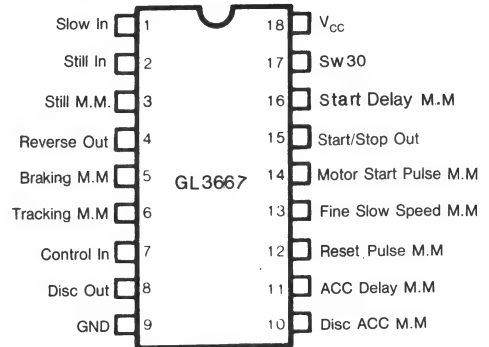 Slow In 1 18 VCC
Still In 2 17 Sw30
Still M.M. 3 16 Start Delay M.M
Reverse Out 4 15 Start/Stop Out
Braking M.M 5 14 Motor Start Pulse M.M
GL3667
Tracking M.M 6 13 Fine Slow Speed M.M
Control In 7 12 Reset Pulse M.M
Disc Out 8 11 ACC Delay M.M
GND 9 10 Disc ACC M.M